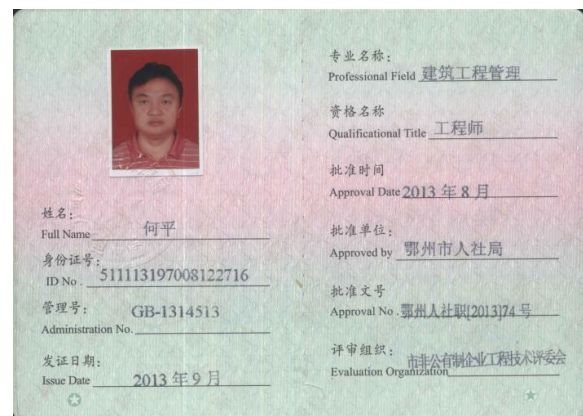 姓名：
Full Name 何平
身份证号：
ID No . 511113197008122716
管理号： GB-1314513
Administration No.
发证日期：
Issue Date 2013 年 9 月
专业名称：
Professional Field 建筑工程管理
资格名称
Qualificational Title 工程师
批准时间
Approval Date 2013 年 8 月
批准单位：
Approved by 鄂州市人社局
批准文号
Approval No . 鄂州人社职[2013]74 号
评审组织： 市非公有制企业工程技术评委会
Evaluation Organization